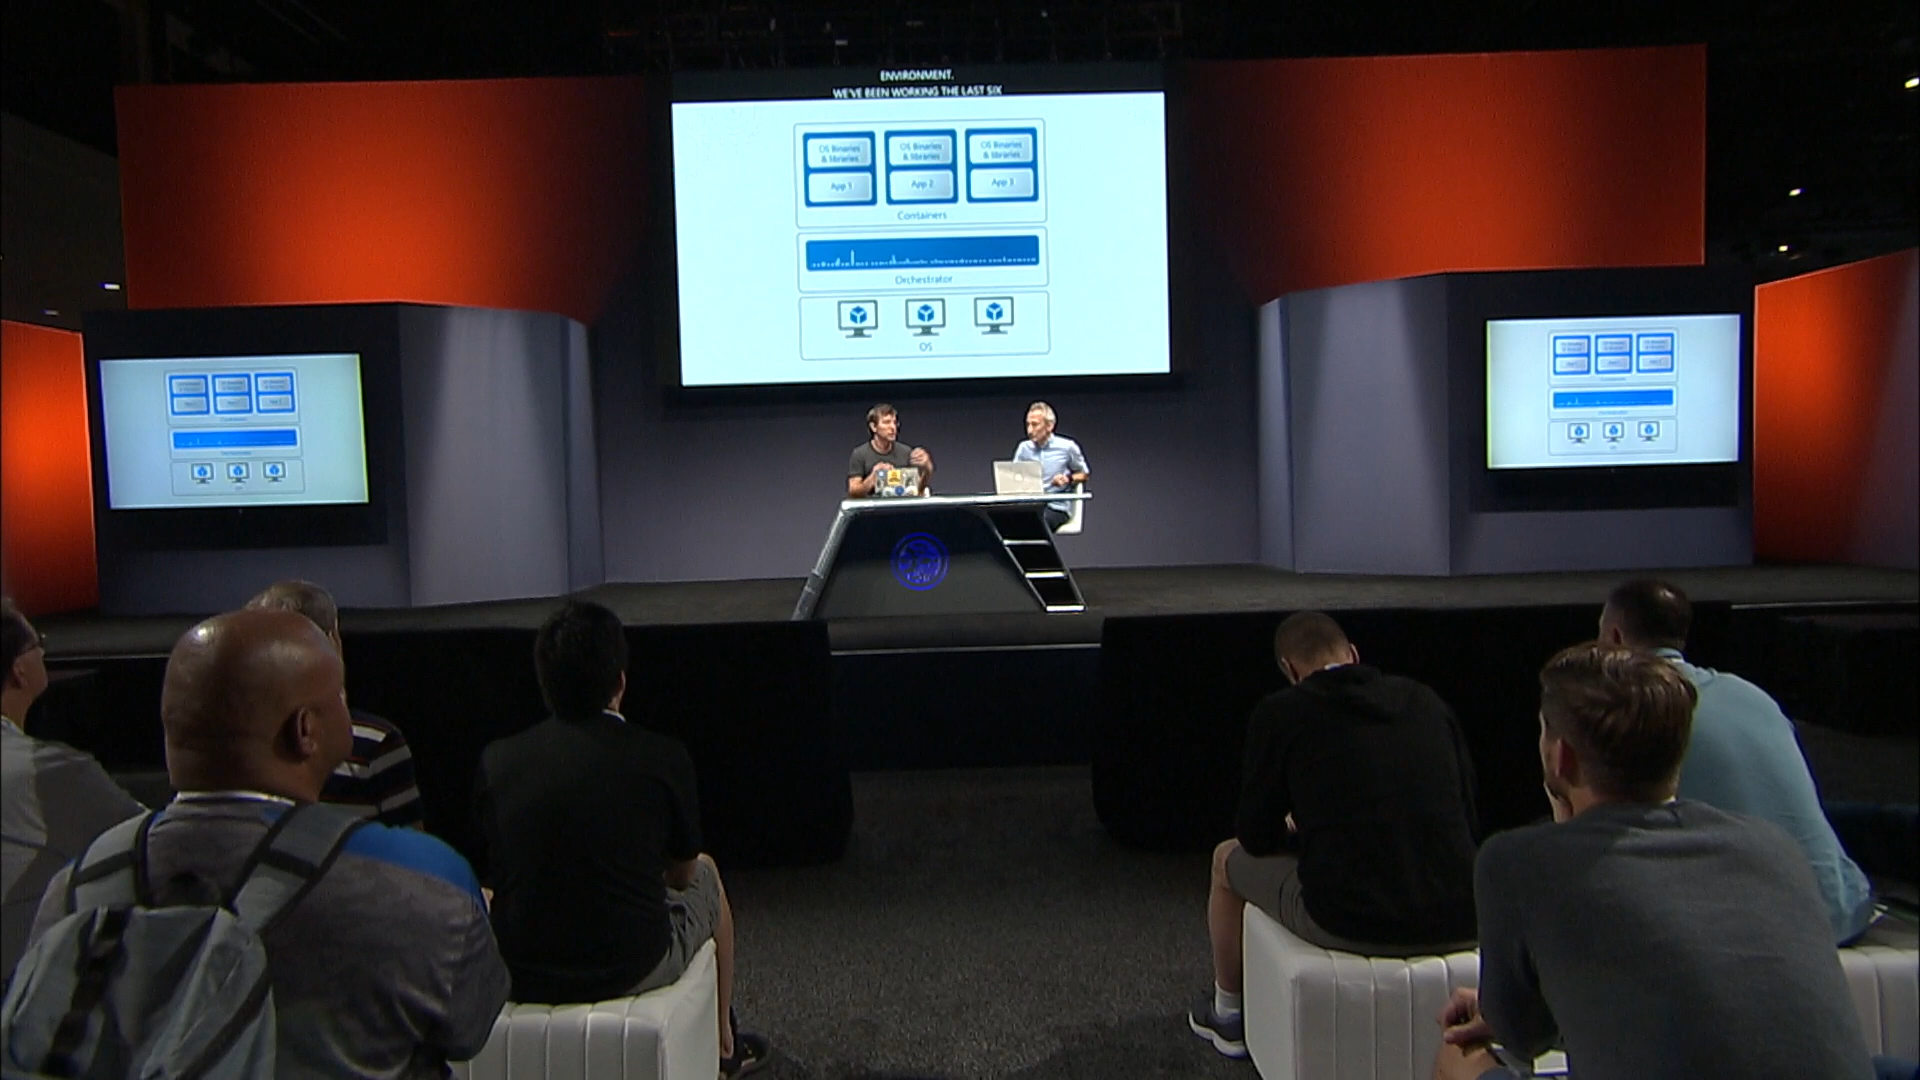 ENVIRONMENT.
WE'VE BEEN WORKING THE LAST SIX
OS Binaries
& libraries
App 1
OS Binaries
& libraries
App 2
OS Binaries
& libraries
App 3
Containers
Orchestrator
OS